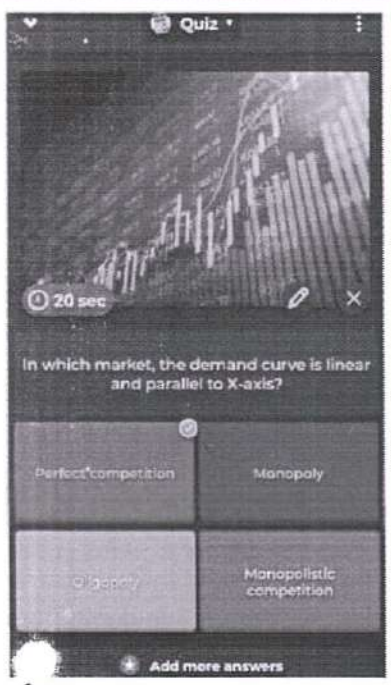 Quiz
20 sec
In which market, the demand curve is linear
and parallel to X-axis?
Perfect competition
Monopoly
Oligopoly
Monopolistic
competition
Add more answers